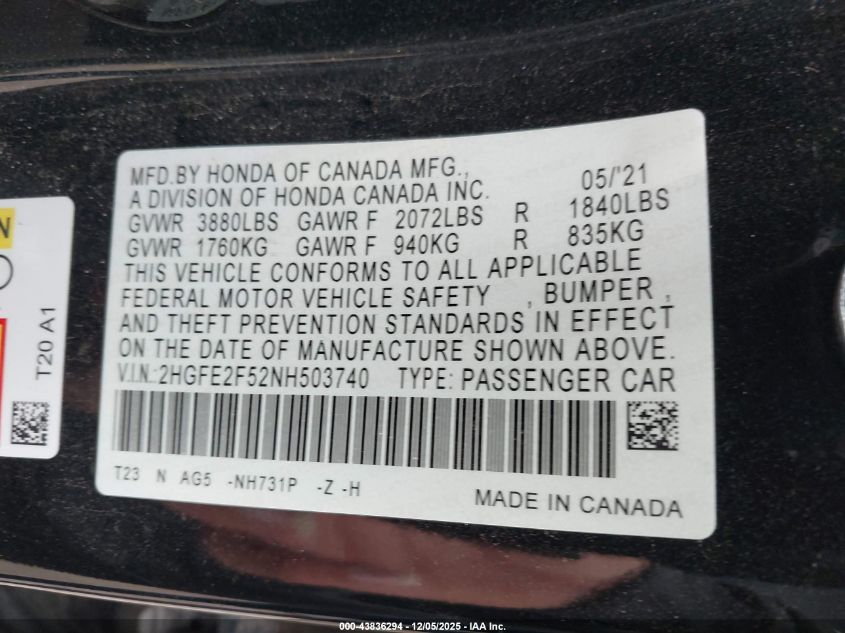 MFD.BY HONDA OF CANADA MFG.,
A DIVISION OF HONDA CANADA INC. 05/'21
GVWR 3880LBS GAWR F 2072LBS R 1840LBS
GVWR 1760KG GAWR F 940KG R 835KG
THIS VEHICLE CONFORMS TO ALL APPLICABLE
FEDERAL MOTOR VEHICLE SAFETY , BUMPER ,
AND THEFT PREVENTION STANDARDS IN EFFECT
ON THE DATE OF MANUFACTURE SHOWN ABOVE.
V.I.N.:2HGFE2F52NH503740 TYPE: PASSENGER CAR
T23 N AG5 -NH731P -Z -H
MADE IN CANADA
N
T20 A1
000-43836294 - 12/05/2025 - IAA Inc.